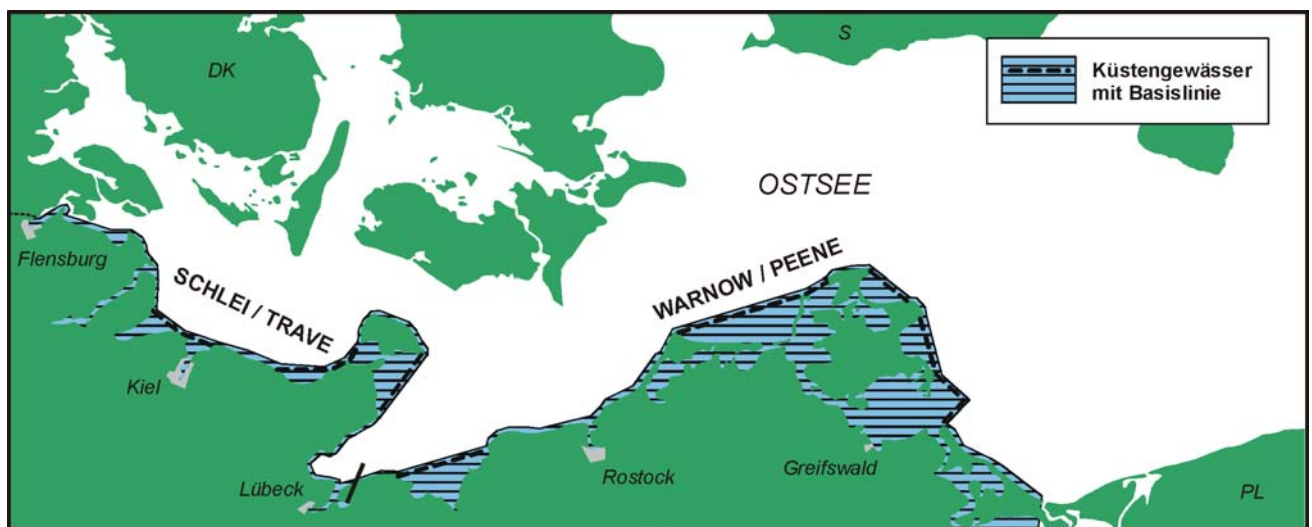 DK
S
Küstengewässer
mit Basislinie
OSTSEE
Flensburg
SCHLEI / TRAVE
WARNOW / PEENE
Kiel
Lübeck
Rostock
Greifswald
PL